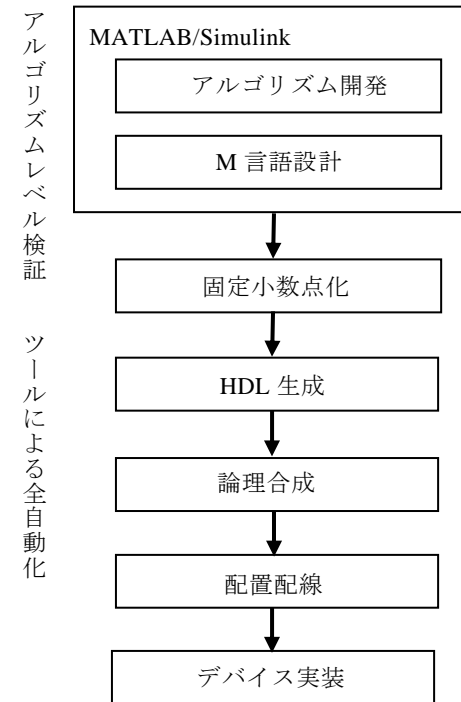 アルゴリズムレベル検証
MATLAB/Simulink
アルゴリズム開発
M 言語設計
固定小数点化
ツールによる全自動化
HDL 生成
論理合成
配置配線
デバイス実装